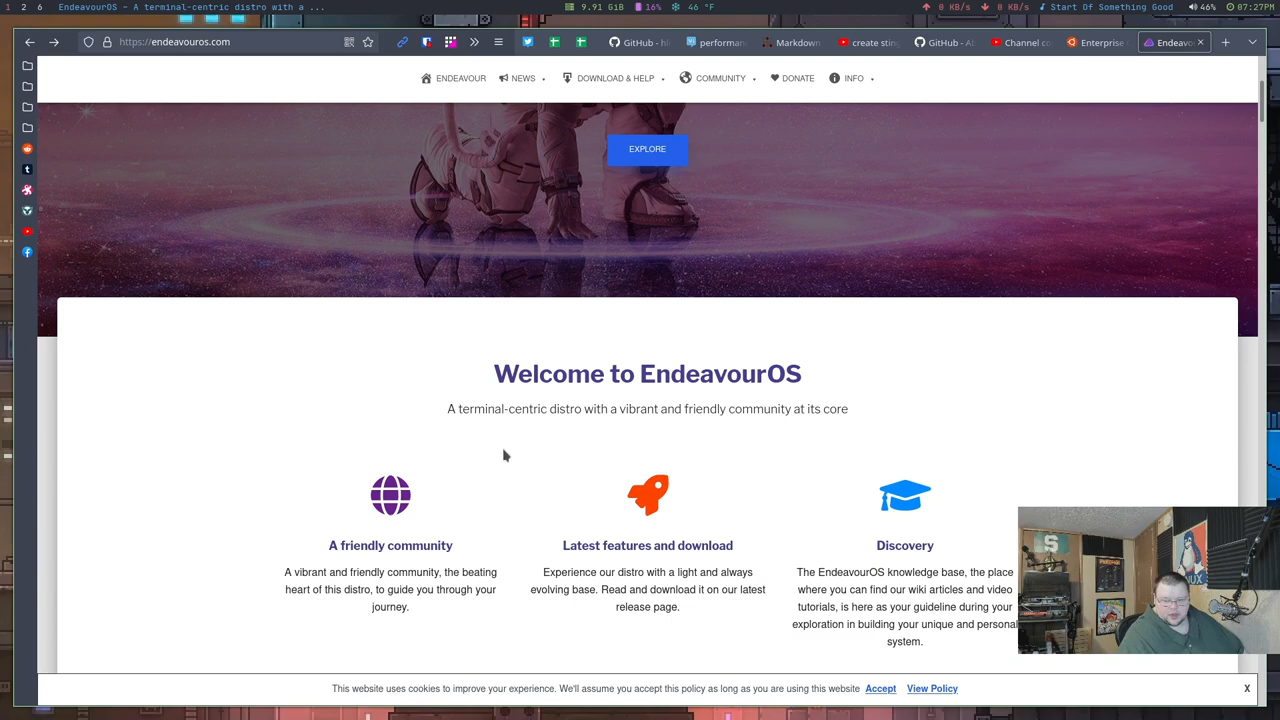 1 2 6 EndeavourOS – A terminal-centric distro with a ... 9.91 GiB 16% 46 °F 0 KB/s 0 KB/s Start Of Something Good 46% 07:27PM
https://endeavouros.com GitHub - hl performan Markdown create sting GitHub - Al Channel co Enterprise Endeavo
ENDEAVOUR NEWS DOWNLOAD & HELP COMMUNITY DONATE INFO
EXPLORE
Welcome to EndeavourOS
A terminal-centric distro with a vibrant and friendly community at its core
A friendly community
A vibrant and friendly community, the beating
heart of this distro, to guide you through your
journey.
Latest features and download
Experience our distro with a light and always
evolving base. Read and download it on our latest
release page.
Discovery
The EndeavourOS knowledge base, the place
where you can find our wiki articles and video
tutorials, is here as your guideline during your
exploration in building your unique and personal
system.
This website uses cookies to improve your experience. We'll assume you accept this policy as long as you are using this website Accept View Policy X